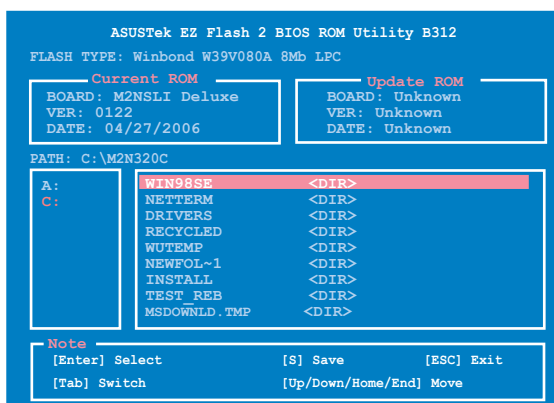 ASUSTek EZ Flash 2 BIOS ROM Utility B312
FLASH TYPE: Winbond W39V080A 8Mb LPC
Current ROM
BOARD: M2NSLI Deluxe
VER: 0122
DATE: 04/27/2006
Update ROM
BOARD: Unknown
VER: Unknown
DATE: Unknown
PATH: C:\M2N320C
A:
C:
WIN98SE <DIR>
NETTERM <DIR>
DRIVERS <DIR>
RECYCLED <DIR>
WUTEMP <DIR>
NEWFOL~1 <DIR>
INSTALL <DIR>
TEST_REB <DIR>
MSDOWNLD.TMP <DIR>
Note
[Enter] Select [S] Save [ESC] Exit
[Tab] Switch [Up/Down/Home/End] Move